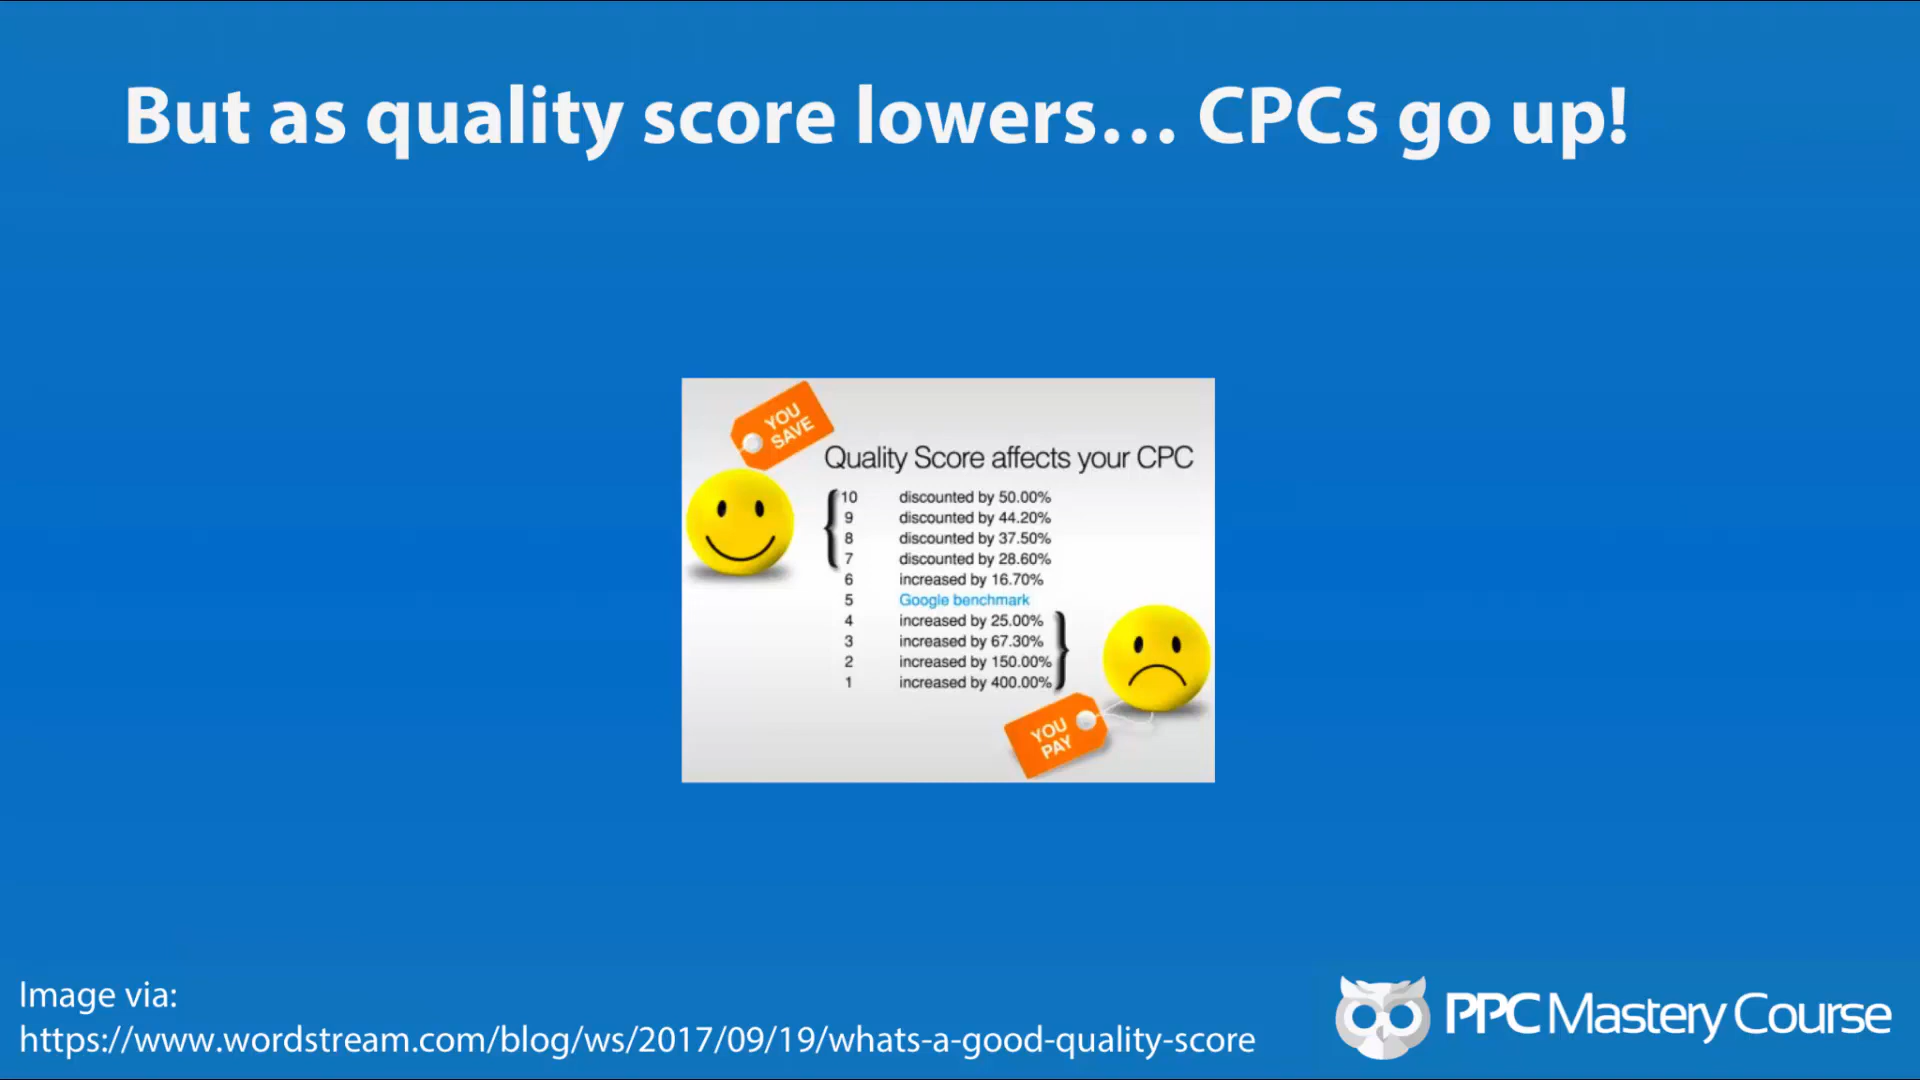 But as quality score lowers... CPCs go up!
YOU
SAVE
Quality Score affects your CPC
10 discounted by 50.00%
9 discounted by 44.20%
8 discounted by 37.50%
7 discounted by 28.60%
6 increased by 16.70%
5 Google benchmark
4 increased by 25.00%
3 increased by 67.30%
2 increased by 150.00%
1 increased by 400.00%
YOU
PAY
Image via:
https://www.wordstream.com/blog/ws/2017/09/19/whats-a-good-quality-score
PPC Mastery Course